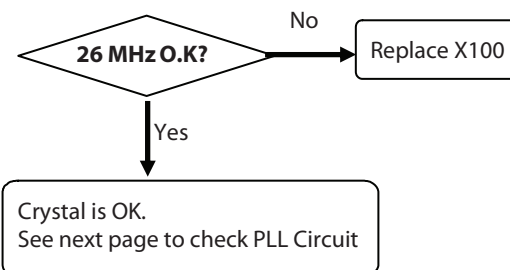 No
26 MHz O.K?
Replace X100
Yes
Crystal is OK.
See next page to check PLL Circuit